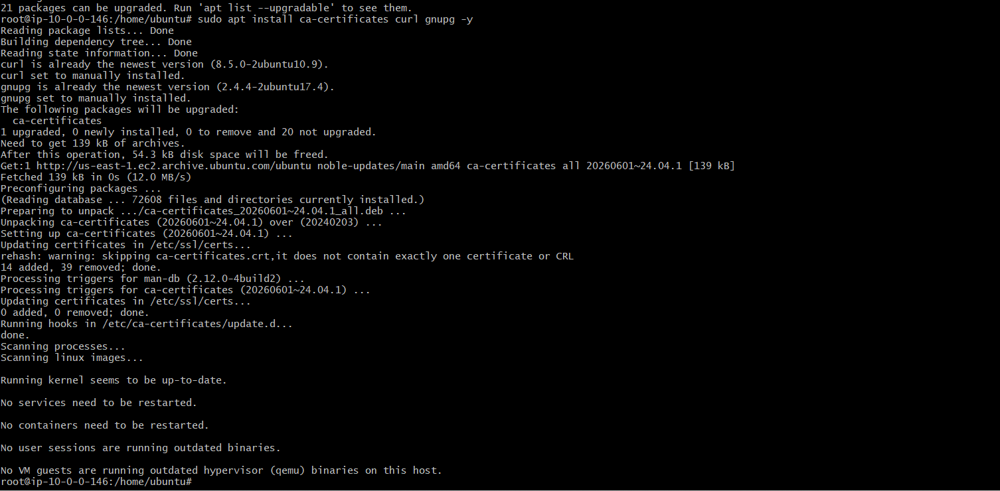 21 packages can be upgraded. Run 'apt list --upgradable' to see them.
root@ip-10-0-0-146:/home/ubuntu# sudo apt install ca-certificates curl gnupg -y
Reading package lists... Done
Building dependency tree... Done
Reading state information... Done
curl is already the newest version (8.5.0-2ubuntu10.9).
curl set to manually installed.
gnupg is already the newest version (2.4.4-2ubuntu17.4).
gnupg set to manually installed.
The following packages will be upgraded:
  ca-certificates
1 upgraded, 0 newly installed, 0 to remove and 20 not upgraded.
Need to get 139 kB of archives.
After this operation, 54.3 kB disk space will be freed.
Get:1 http://us-east-1.ec2.archive.ubuntu.com/ubuntu noble-updates/main amd64 ca-certificates all 20260601~24.04.1 [139 kB]
Fetched 139 kB in 0s (12.0 MB/s)
Preconfiguring packages ...
(Reading database ... 72608 files and directories currently installed.)
Preparing to unpack .../ca-certificates_20260601~24.04.1_all.deb ...
Unpacking ca-certificates (20260601~24.04.1) over (20240203) ...
Setting up ca-certificates (20260601~24.04.1) ...
Updating certificates in /etc/ssl/certs...
rehash: warning: skipping ca-certificates.crt,it does not contain exactly one certificate or CRL
14 added, 39 removed; done.
Processing triggers for man-db (2.12.0-4build2) ...
Processing triggers for ca-certificates (20260601~24.04.1) ...
Updating certificates in /etc/ssl/certs...
0 added, 0 removed; done.
Running hooks in /etc/ca-certificates/update.d...
done.
Scanning processes...
Scanning linux images...

Running kernel seems to be up-to-date.

No services need to be restarted.

No containers need to be restarted.

No user sessions are running outdated binaries.

No VM guests are running outdated hypervisor (qemu) binaries on this host.
root@ip-10-0-0-146:/home/ubuntu#